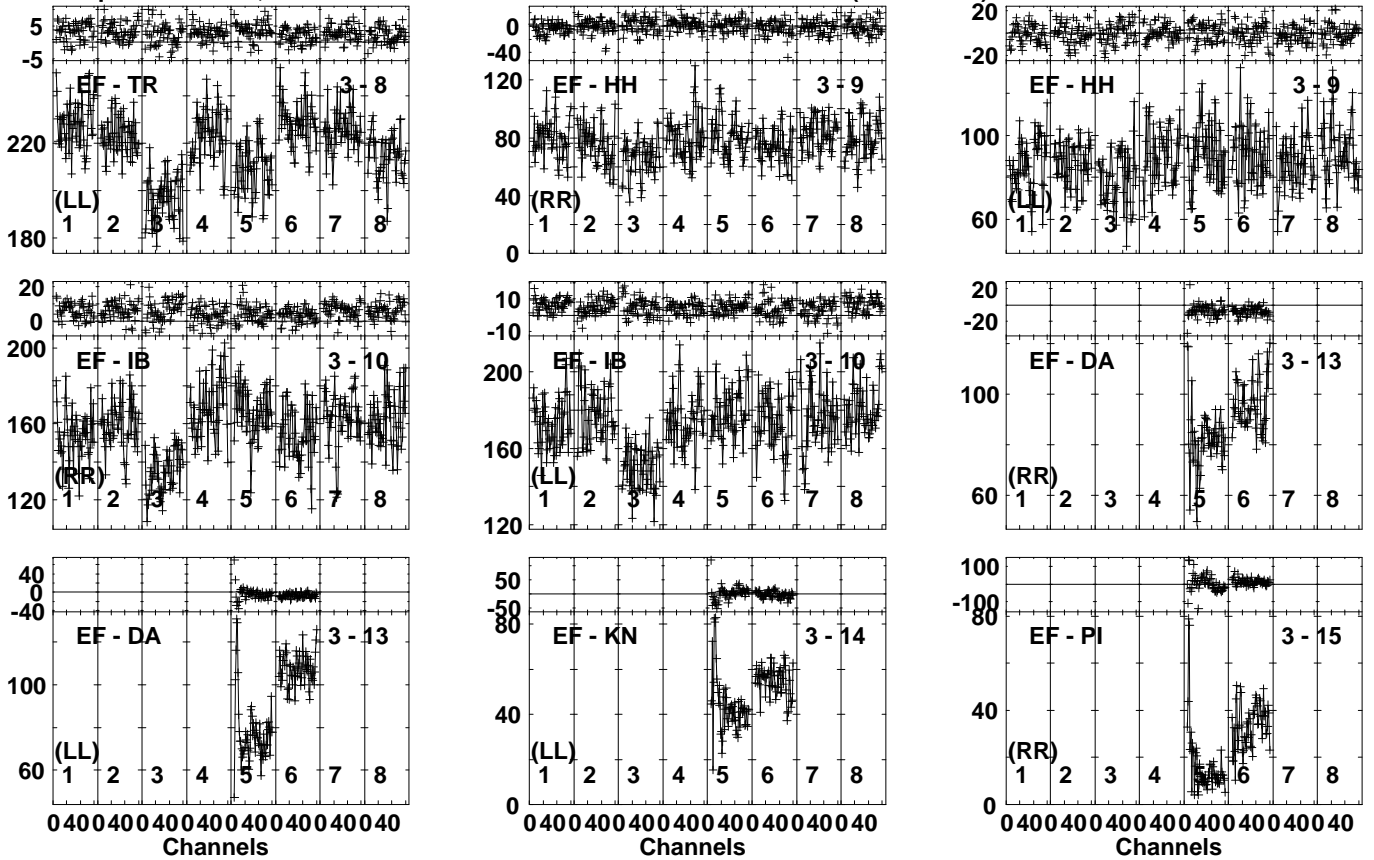 5
-5
EF - TR 3 - 8
220
(LL)
1 2 3 4 5 6 7 8
180
0
-40
120
EF - HH 3 - 9
80
40
(RR)
1 2 3 4 5 6 7 8
0
20
-20
EF - HH 3 - 9
100
(LL)
60
1 2 3 4 5 6 7 8
20
0
200
EF - IB 3 - 10
160
(RR)
120
1 2 3 4 5 6 7 8
10
-10
EF - IB 3 - 10
200
160
(LL)
1 2 3 4 5 6 7 8
120
20
-20
EF - DA 3 - 13
100
(RR)
60
1 2 3 4 5 6 7 8
40
0
-40
EF - DA 3 - 13
100
(LL)
60
1 2 3 4 5 6 7 8
0 40 0 40 0 40 0 40 0 40 0 40 0 40 0 40
Channels
50
-50
80
EF - KN 3 - 14
40
(LL)
1 2 3 4 5 6 7 8
0
0 40 0 40 0 40 0 40 0 40 0 40 0 40 0 40
Channels
100
-100
80
EF - PI 3 - 15
40
(RR)
1 2 3 4 5 6 7 8
0
0 40 0 40 0 40 0 40 0 40 0 40 0 40 0 40
Channels